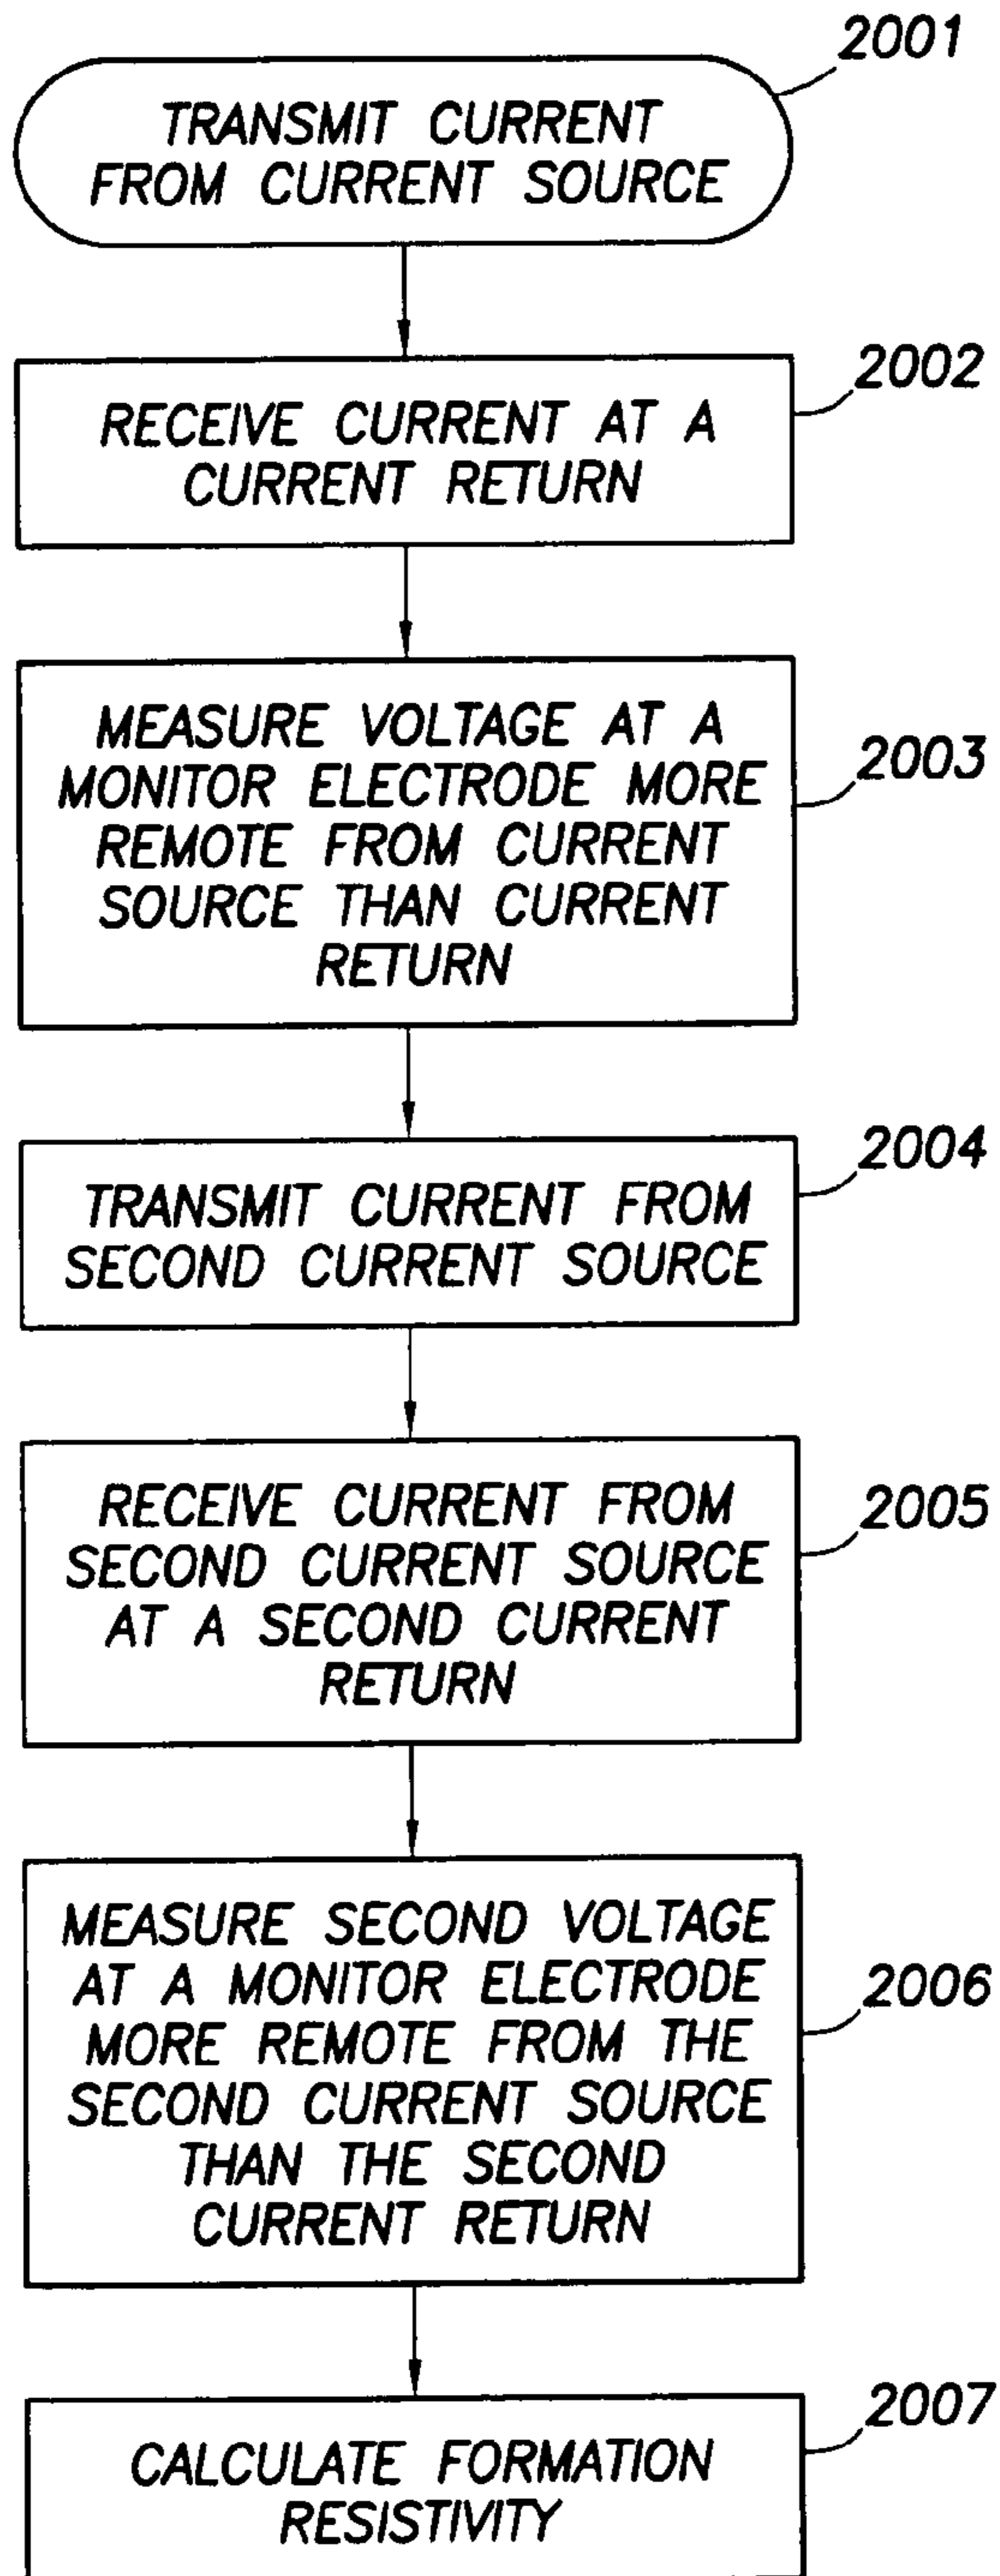 2001
TRANSMIT CURRENT
FROM CURRENT SOURCE
2002
RECEIVE CURRENT AT A
CURRENT RETURN
2003
MEASURE VOLTAGE AT A
MONITOR ELECTRODE MORE
REMOTE FROM CURRENT
SOURCE THAN CURRENT
RETURN
2004
TRANSMIT CURRENT FROM
SECOND CURRENT SOURCE
2005
RECEIVE CURRENT FROM
SECOND CURRENT SOURCE
AT A SECOND CURRENT
RETURN
2006
MEASURE SECOND VOLTAGE
AT A MONITOR ELECTRODE
MORE REMOTE FROM THE
SECOND CURRENT SOURCE
THAN THE SECOND
CURRENT RETURN
2007
CALCULATE FORMATION
RESISTIVITY